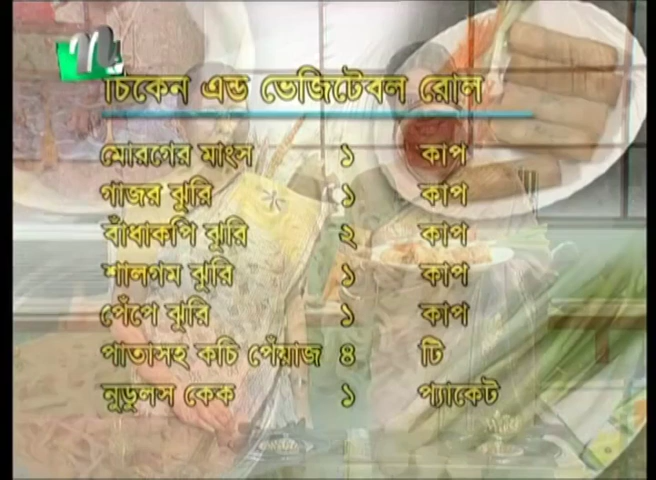 চিকেন এন্ড ভেজিটেবল রোল
মোরগের মাংস ১ কাপ
গাজর ঝুরি ১ কাপ
বাঁধাকপি ঝুরি ২ কাপ
শালগম ঝুরি ১ কাপ
পেঁপে ঝুরি ১ কাপ
পাতাসহ কচি পেঁয়াজ ৪ টি
নুডুলস কেক ১ প্যাকেট